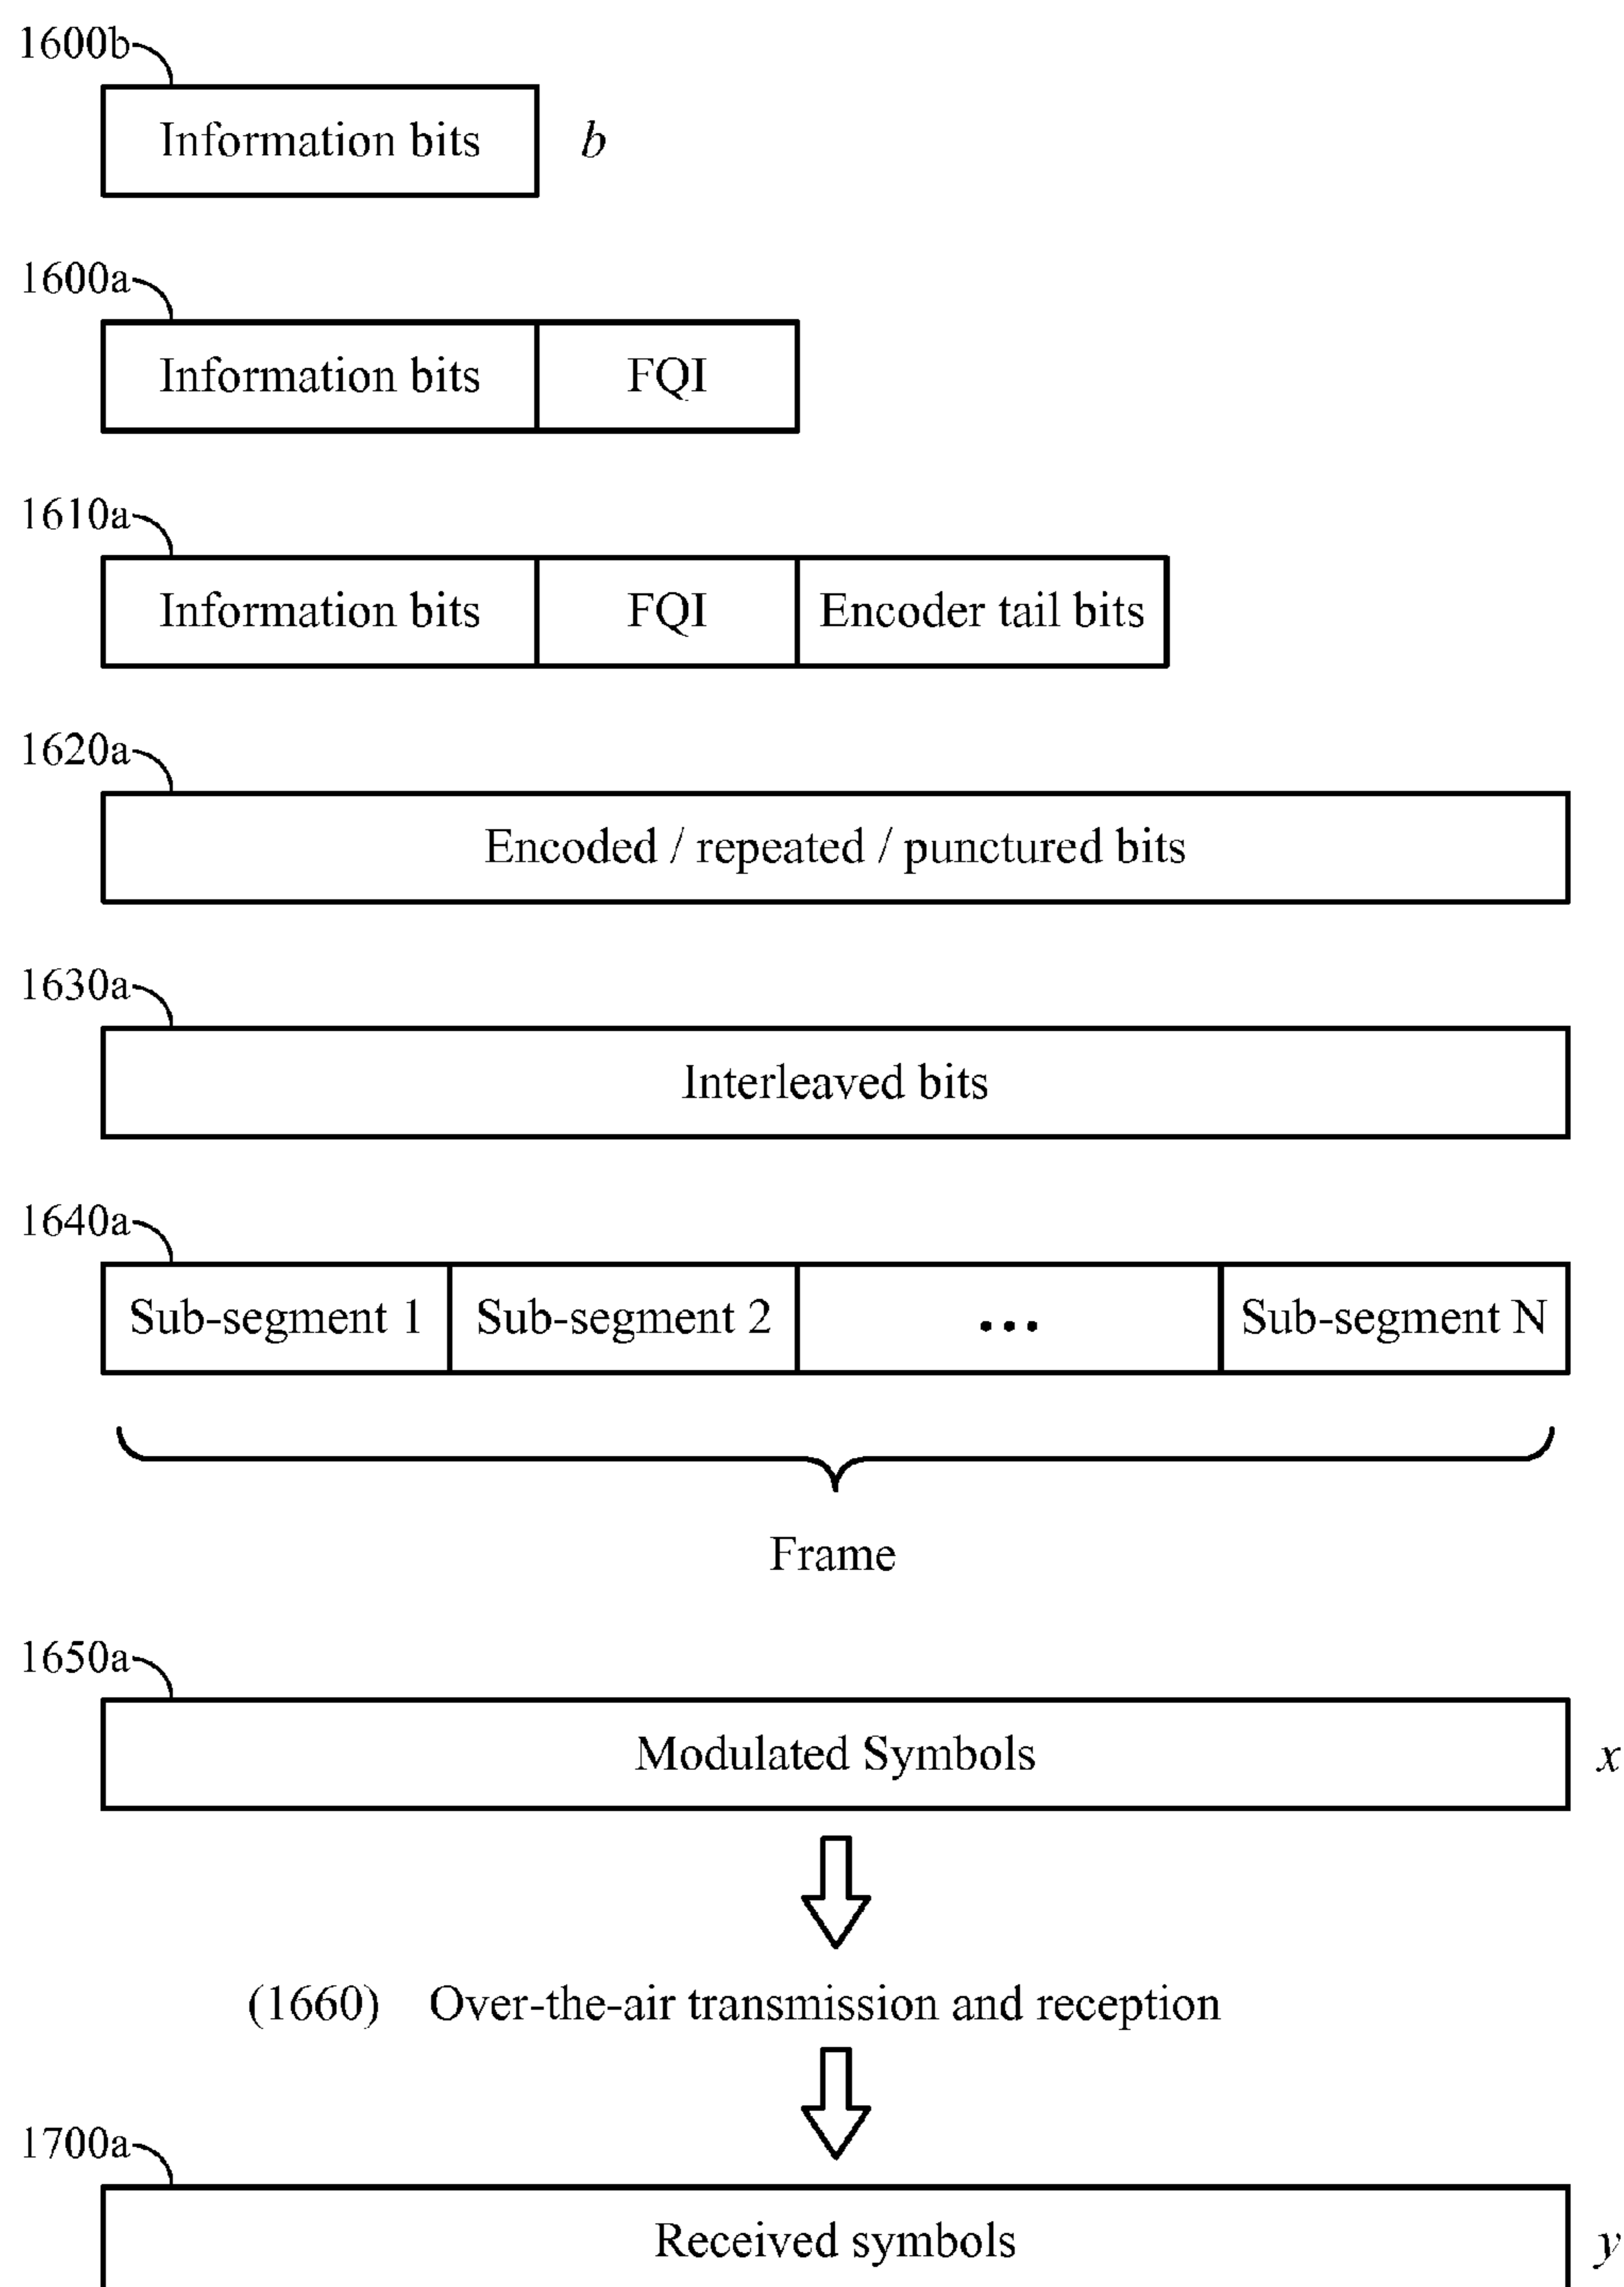 1600b
Information bits b
1600a
Information bits FQI
1610a
Information bits FQI Encoder tail bits
1620a
Encoded / repeated / punctured bits
1630a
Interleaved bits
1640a
Sub-segment 1 Sub-segment 2 ... Sub-segment N
Frame
1650a
Modulated Symbols x
(1660) Over-the-air transmission and reception
1700a
Received symbols y